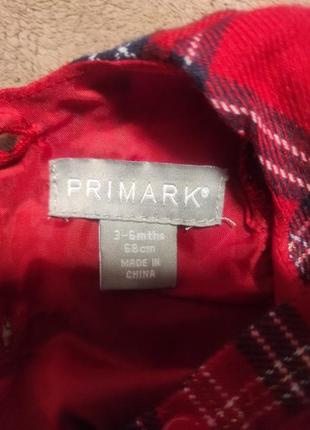 PRIMARK®
3-6mths
68cm
MADE IN
CHINA